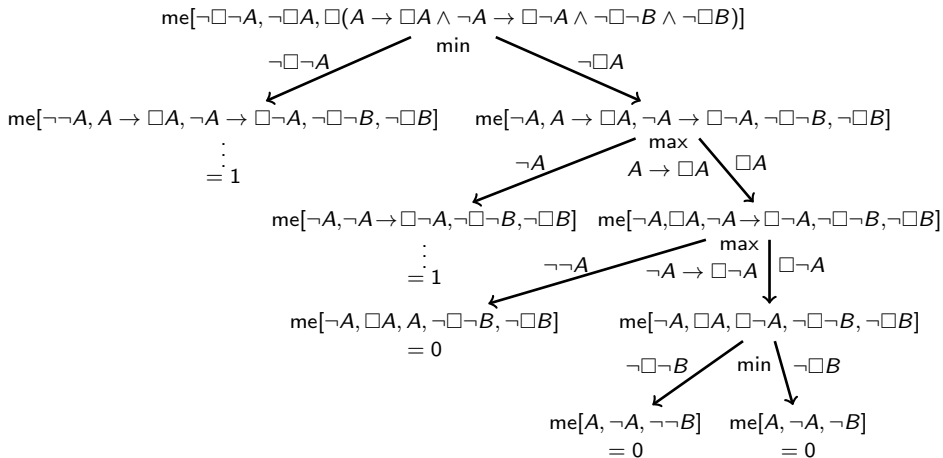 me[¬□¬A, ¬□A, □(A → □A ∧ ¬A → □¬A ∧ ¬□¬B ∧ ¬□B)]
min
¬□¬A
¬□A
me[¬¬A, A → □A, ¬A → □¬A, ¬□¬B, ¬□B]
me[¬A, A → □A, ¬A → □¬A, ¬□¬B, ¬□B]
⋮
= 1
max
¬A
A → □A
□A
me[¬A,¬A→□¬A,¬□¬B,¬□B]
me[¬A,□A,¬A→□¬A,¬□¬B,¬□B]
⋮
= 1
max
¬¬A
¬A → □¬A
□¬A
me[¬A, □A, A, ¬□¬B, ¬□B]
= 0
me[¬A, □A, □¬A, ¬□¬B, ¬□B]
¬□¬B
min
¬□B
me[A, ¬A, ¬¬B]
me[A, ¬A, ¬B]
= 0
= 0